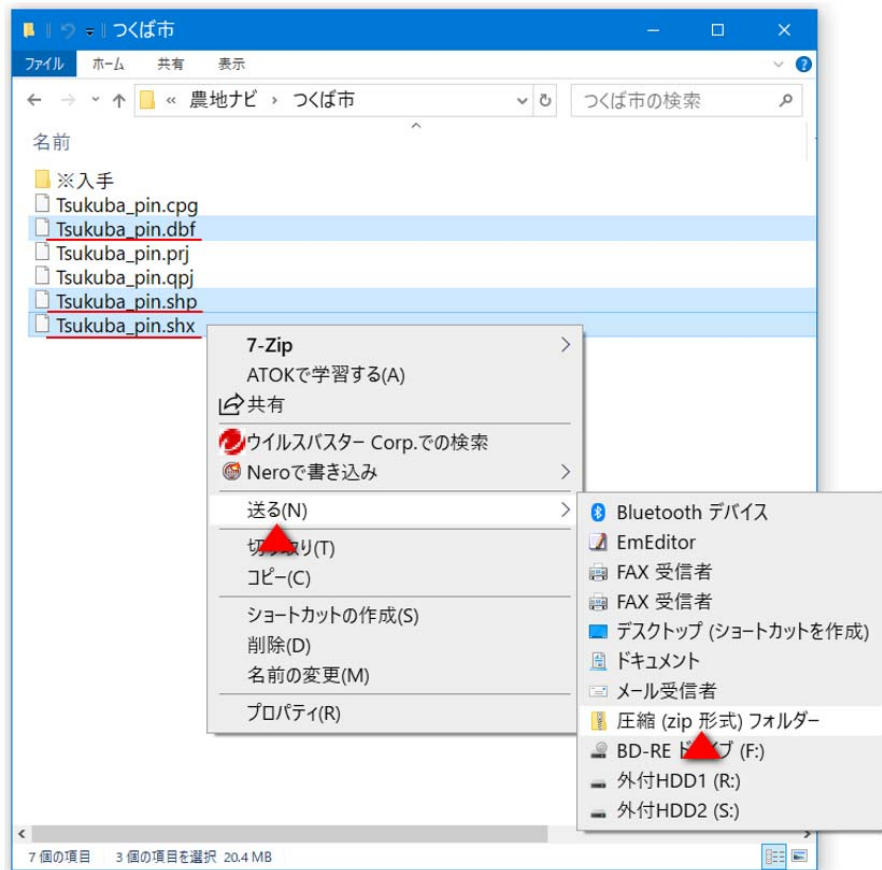 つくば市
ファイル ホーム 共有 表示
« 農地ナビ › つくば市 つくば市の検索
名前
※入手
Tsukuba_pin.cpg
Tsukuba_pin.dbf
Tsukuba_pin.prj
Tsukuba_pin.qpj
Tsukuba_pin.shp
Tsukuba_pin.shx
7-Zip
ATOKで学習する(A)
共有
ウイルスバスター Corp.での検索
Neroで書き込み
送る(N)
切り取り(T)
コピー(C)
ショートカットの作成(S)
削除(D)
名前の変更(M)
プロパティ(R)
Bluetooth デバイス
EmEditor
FAX 受信者
FAX 受信者
デスクトップ (ショートカットを作成)
ドキュメント
メール受信者
圧縮 (zip 形式) フォルダー
BD-RE ドライブ (F:)
外付HDD1 (R:)
外付HDD2 (S:)
7 個の項目 3 個の項目を選択 20.4 MB